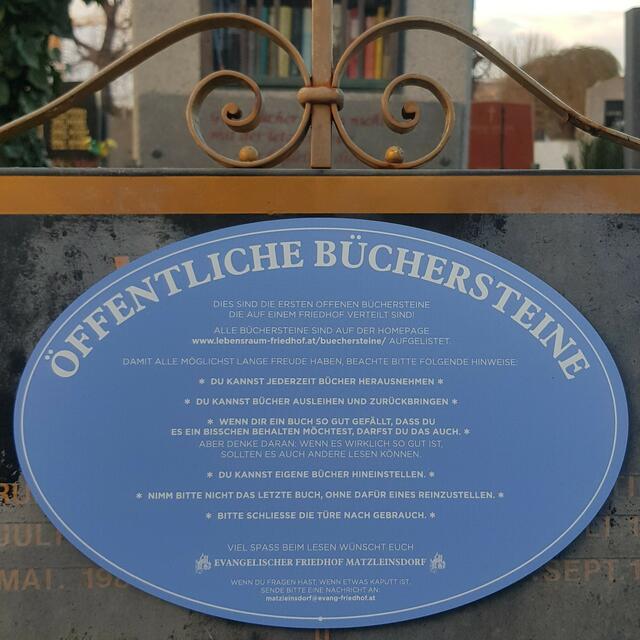 ÖFFENTLICHE BÜCHERSTEINE
DIES SIND DIE ERSTEN OFFENEN BÜCHERSTEINE
DIE AUF EINEM FRIEDHOF VERTEILT SIND!
ALLE BÜCHERSTEINE SIND AUF DER HOMEPAGE
www.lebensraum-friedhof.at/buechersteine/ AUFGELISTET.
DAMIT ALLE MÖGLICHST LANGE FREUDE HABEN, BEACHTE BITTE FOLGENDE HINWEISE:
* DU KANNST JEDERZEIT BÜCHER HERAUSNEHMEN *
* DU KANNST BÜCHER AUSLEIHEN UND ZURÜCKBRINGEN *
* WENN DIR EIN BUCH SO GUT GEFÄLLT, DASS DU
ES EIN BISSCHEN BEHALTEN MÖCHTEST, DARFST DU DAS AUCH. *
ABER DENKE DARAN: WENN ES WIRKLICH SO GUT IST,
SOLLTEN ES AUCH ANDERE LESEN KÖNNEN.
* DU KANNST EIGENE BÜCHER HINEINSTELLEN. *
* NIMM BITTE NICHT DAS LETZTE BUCH, OHNE DAFÜR EINES REINZUSTELLEN. *
* BITTE SCHLIESSE DIE TÜRE NACH GEBRAUCH. *
VIEL SPASS BEIM LESEN WÜNSCHT EUCH
EVANGELISCHER FRIEDHOF MATZLEINSDORF
WENN DU FRAGEN HAST, WENN ETWAS KAPUTT IST,
SENDE BITTE EINE NACHRICHT AN:
matzleinsdorf@evang-friedhof.at
JULI
MAI. 19
SEPT. 1